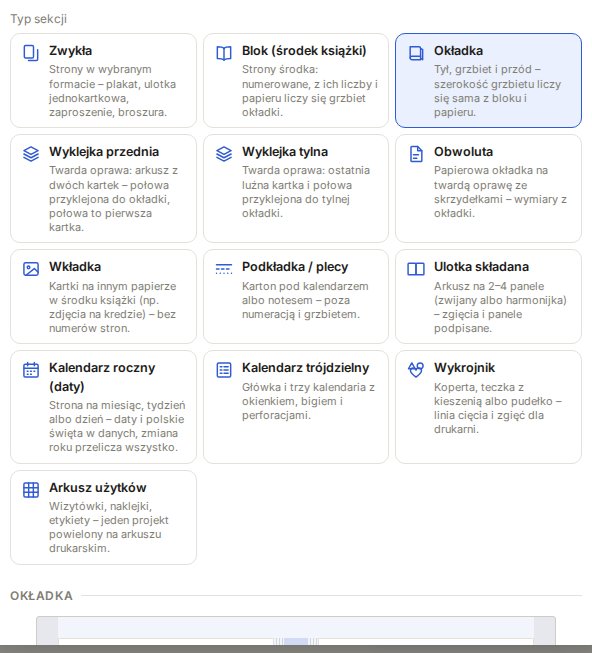 Typ sekcji
Zwykła
Strony w wybranym
formacie – plakat, ulotka
jednokartkowa,
zaproszenie, broszura.
Blok (środek książki)
Strony środka:
numerowane, z ich liczby i
papieru liczy się grzbiet
okładki.
Okładka
Tył, grzbiet i przód –
szerokość grzbietu liczy
się sama z bloku i
papieru.
Wyklejka przednia
Twarda oprawa: arkusz z
dwóch kartek – połowa
przyklejona do okładki,
połowa to pierwsza
kartka.
Wyklejka tylna
Twarda oprawa: ostatnia
luźna kartka i połowa
przyklejona do tylnej
okładki.
Obwoluta
Papierowa okładka na
twardą oprawę ze
skrzydełkami – wymiary z
okładki.
Wkładka
Kartki na innym papierze
w środku książki (np.
zdjęcia na kredzie) – bez
numerów stron.
Podkładka / plecy
Karton pod kalendarzem
albo notesem – poza
numeracją i grzbietem.
Ulotka składana
Arkusz na 2–4 panele
(zwijany albo harmonijka)
– zgięcia i panele
podpisane.
Kalendarz roczny
(daty)
Strona na miesiąc, tydzień
albo dzień – daty i polskie
święta w danych, zmiana
roku przelicza wszystko.
Kalendarz trójdzielny
Główka i trzy kalendaria z
okienkiem, bigiem i
perforacjami.
Wykrojnik
Koperta, teczka z
kieszenią albo pudełko –
linia cięcia i zgięć dla
drukarni.
Arkusz użytków
Wizytówki, naklejki,
etykiety – jeden projekt
powielony na arkuszu
drukarskim.
OKŁADKA